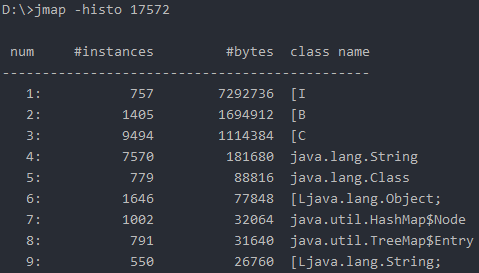 D:\>jmap -histo 17572
num #instances #bytes class name
----------------------------------------------
1: 757 7292736 [I
2: 1405 1694912 [B
3: 9494 1114384 [C
4: 7570 181680 java.lang.String
5: 779 88816 java.lang.Class
6: 1646 77848 [Ljava.lang.Object;
7: 1002 32064 java.util.HashMap$Node
8: 791 31640 java.util.TreeMap$Entry
9: 550 26760 [Ljava.lang.String;